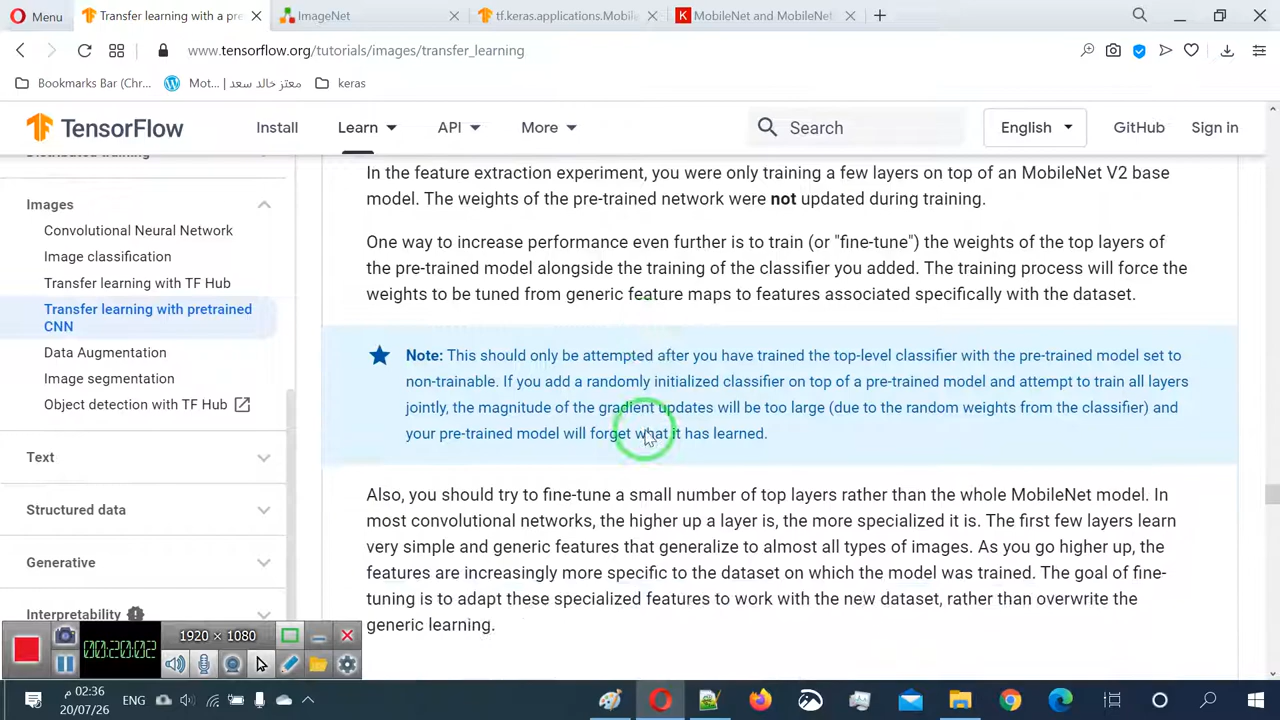 Menu
Transfer learning with a pre
ImageNet
tf.keras.applications.Mobil
MobileNet and MobileNet
www.tensorflow.org/tutorials/images/transfer_learning
Bookmarks Bar (Chr...
Mot... | معتز خالد سعد
keras
TensorFlow
Install
Learn
API
More
Search
English
GitHub
Sign in
Distributed training
Images
Convolutional Neural Network
Image classification
Transfer learning with TF Hub
Transfer learning with pretrained
CNN
Data Augmentation
Image segmentation
Object detection with TF Hub
Text
Structured data
Generative
Interpretability
In the feature extraction experiment, you were only training a few layers on top of an MobileNet V2 base
model. The weights of the pre-trained network were not updated during training.
One way to increase performance even further is to train (or "fine-tune") the weights of the top layers of
the pre-trained model alongside the training of the classifier you added. The training process will force the
weights to be tuned from generic feature maps to features associated specifically with the dataset.
Note: This should only be attempted after you have trained the top-level classifier with the pre-trained model set to
non-trainable. If you add a randomly initialized classifier on top of a pre-trained model and attempt to train all layers
jointly, the magnitude of the gradient updates will be too large (due to the random weights from the classifier) and
your pre-trained model will forget what it has learned.
Also, you should try to fine-tune a small number of top layers rather than the whole MobileNet model. In
most convolutional networks, the higher up a layer is, the more specialized it is. The first few layers learn
very simple and generic features that generalize to almost all types of images. As you go higher up, the
features are increasingly more specific to the dataset on which the model was trained. The goal of fine-
tuning is to adapt these specialized features to work with the new dataset, rather than overwrite the
generic learning.
1920 × 1080
00:20:02
02:36 م
20/07/26
ENG